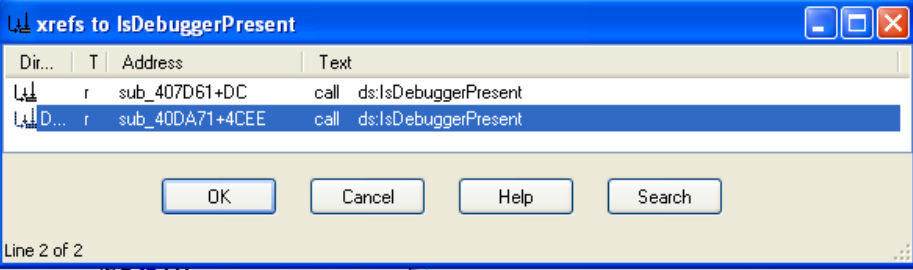 xrefs to IsDebuggerPresent
Dir... T Address Text
r sub_407D61+DC call ds:IsDebuggerPresent
D... r sub_40DA71+4CEE call ds:IsDebuggerPresent
OK Cancel Help Search
Line 2 of 2